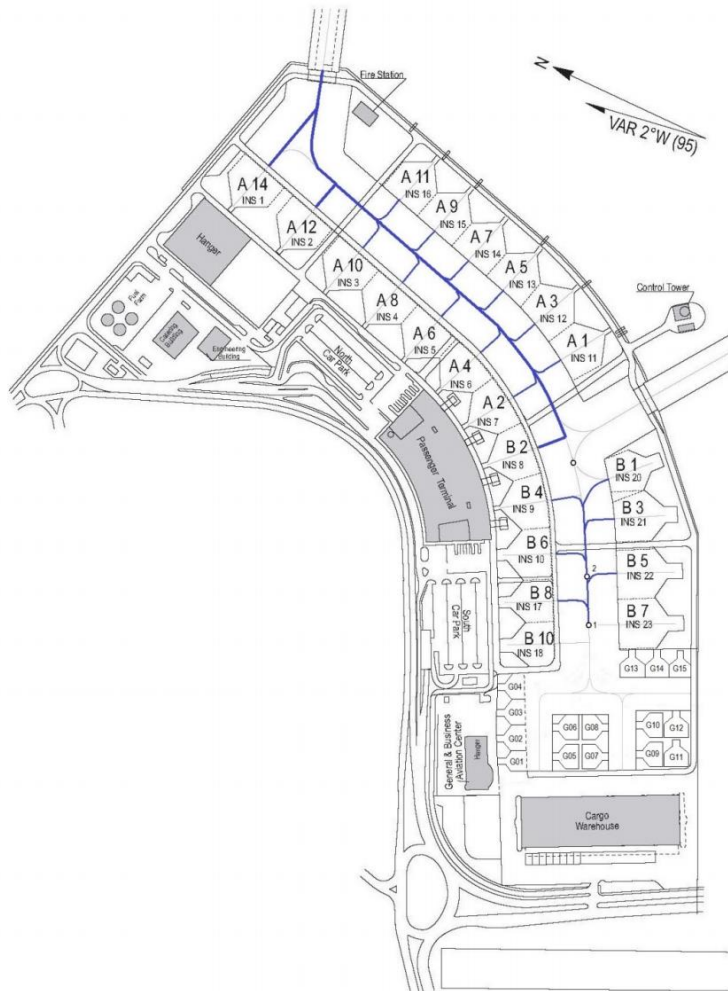 Fire Station
N
VAR 2°W (95)
A 14
INS 1
A 12
INS 2
A 10
INS 3
A 8
INS 4
A 6
INS 5
A 4
INS 6
A 2
INS 7
B 2
INS 8
B 4
INS 9
B 6
INS 10
B 8
INS 17
B 10
INS 18
A 11
INS 16
A 9
INS 15
A 7
INS 14
A 5
INS 13
A 3
INS 12
A 1
INS 11
Control Tower
B 1
INS 20
B 3
INS 21
B 5
INS 22
B 7
INS 23
2
1
Hanger
Fuel
Farm
Catering
Building
Engineering
Building
North
Car Park
Passenger Terminal
South
Car Park
G13
G14
G15
G04
G03
G02
G01
G06
G08
G05
G07
G10
G12
G09
G11
General & Business
(Aviation Center
Hanger
Cargo
Warehouse